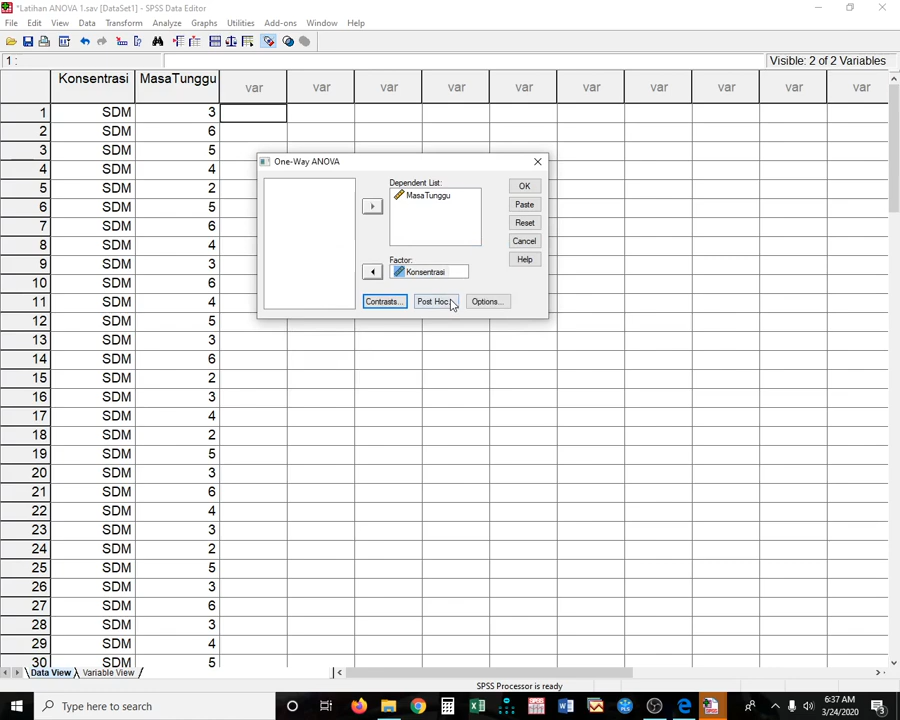 *Latihan ANOVA 1.sav [DataSet1] - SPSS Data Editor
File Edit View Data Transform Analyze Graphs Utilities Add-ons Window Help
1 : Visible: 2 of 2 Variables
Konsentrasi MasaTunggu var var var var var var var var var var
1 SDM 3
2 SDM 6
3 SDM 5
4 SDM 4
5 SDM 2
6 SDM 5
7 SDM 6
8 SDM 4
9 SDM 3
10 SDM 6
11 SDM 4
12 SDM 5
13 SDM 3
14 SDM 6
15 SDM 2
16 SDM 3
17 SDM 4
18 SDM 2
19 SDM 5
20 SDM 3
21 SDM 6
22 SDM 4
23 SDM 3
24 SDM 2
25 SDM 5
26 SDM 3
27 SDM 6
28 SDM 3
29 SDM 4
30 SDM 5
One-Way ANOVA
Dependent List:
MasaTunggu
Factor:
Konsentrasi
OK
Paste
Reset
Cancel
Help
Contrasts... Post Hoc... Options...
Data View Variable View
SPSS Processor is ready
Type here to search
6:37 AM
3/24/2020
3